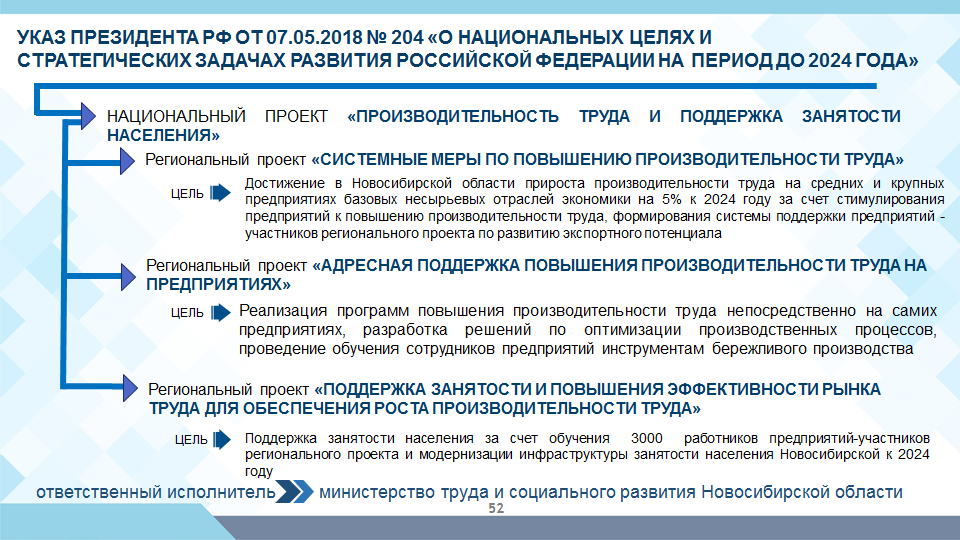 УКАЗ ПРЕЗИДЕНТА РФ ОТ 07.05.2018 № 204 «О НАЦИОНАЛЬНЫХ ЦЕЛЯХ И
СТРАТЕГИЧЕСКИХ ЗАДАЧАХ РАЗВИТИЯ РОССИЙСКОЙ ФЕДЕРАЦИИ НА ПЕРИОД ДО 2024 ГОДА»
НАЦИОНАЛЬНЫЙ ПРОЕКТ «ПРОИЗВОДИТЕЛЬНОСТЬ ТРУДА И ПОДДЕРЖКА ЗАНЯТОСТИ
НАСЕЛЕНИЯ»
Региональный проект «СИСТЕМНЫЕ МЕРЫ ПО ПОВЫШЕНИЮ ПРОИЗВОДИТЕЛЬНОСТИ ТРУДА»
ЦЕЛЬ
Достижение в Новосибирской области прироста производительности труда на средних и крупных
предприятиях базовых несырьевых отраслей экономики на 5% к 2024 году за счет стимулирования
предприятий к повышению производительности труда, формирования системы поддержки предприятий -
участников регионального проекта по развитию экспортного потенциала
Региональный проект «АДРЕСНАЯ ПОДДЕРЖКА ПОВЫШЕНИЯ ПРОИЗВОДИТЕЛЬНОСТИ ТРУДА НА
ПРЕДПРИЯТИЯХ»
ЦЕЛЬ
Реализация программ повышения производительности труда непосредственно на самих
предприятиях, разработка решений по оптимизации производственных процессов,
проведение обучения сотрудников предприятий инструментам бережливого производства
Региональный проект «ПОДДЕРЖКА ЗАНЯТОСТИ И ПОВЫШЕНИЯ ЭФФЕКТИВНОСТИ РЫНКА
ТРУДА ДЛЯ ОБЕСПЕЧЕНИЯ РОСТА ПРОИЗВОДИТЕЛЬНОСТИ ТРУДА»
ЦЕЛЬ
Поддержка занятости населения за счет обучения 3000 работников предприятий-участников
регионального проекта и модернизации инфраструктуры занятости населения Новосибирской к 2024
году
ответственный исполнитель министерство труда и социального развития Новосибирской области
52